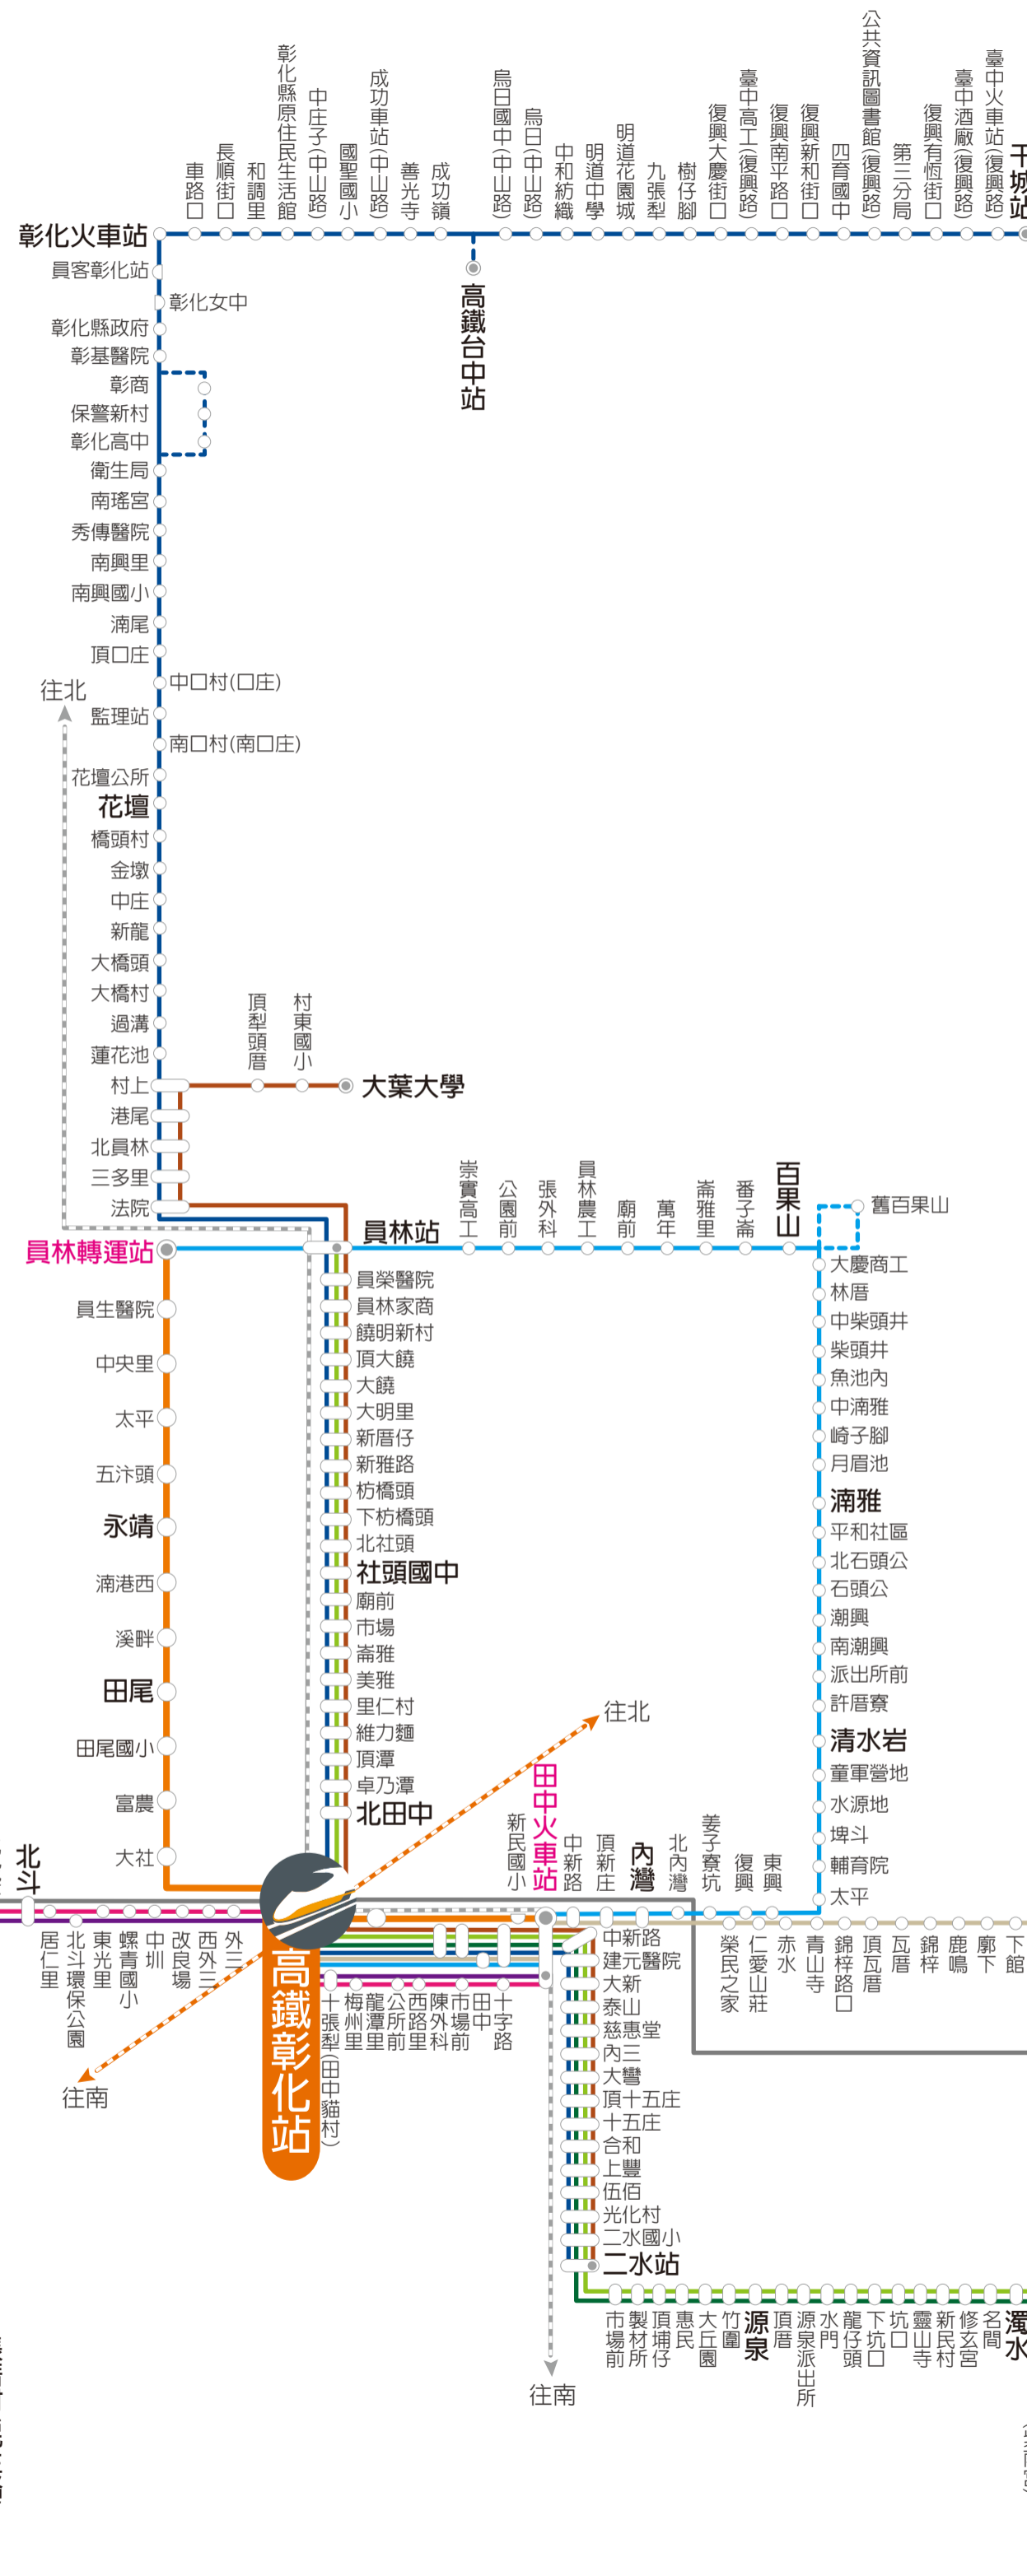 車路口
長順街口
和調里
彰化縣原住民生活館
中庄子(中山路)
國聖國小
成功車站(中山路)
善光寺
成功嶺
烏日國中(中山路)
烏日(中山路)
中和紡織
明道中學
明道花園城
九張犁
樹仔腳
復興大慶街口
臺中高工(復興路)
復興南平路口
復興新和街口
四育國中
公共資訊圖書館(復興路)
第三分局
復興有恆街口
臺中酒廠(復興路)
臺中火車站(復興路)
干城站
彰化火車站
高鐵台中站
員客彰化站
彰化女中
彰化縣政府
彰基醫院
彰商
保警新村
彰化高中
衛生局
南瑤宮
秀傳醫院
南興里
南興國小
湳尾
頂口庄
中口村(口庄)
往北
監理站
南口村(南口庄)
花壇公所
花壇
橋頭村
金墩
中庄
新龍
大橋頭
大橋村
過溝
蓮花池
村上
頂犁頭厝
村東國小
大葉大學
港尾
北員林
三多里
法院
員林轉運站
員林站
崇實高工
公園前
張外科
員林農工
廟前
萬年
崙雅里
番子崙
百果山
舊百果山
大慶商工
林厝
中柴頭井
柴頭井
魚池內
中湳雅
崎子腳
月眉池
湳雅
平和社區
北石頭公
石頭公
潮興
南潮興
派出所前
許厝寮
清水岩
童軍營地
水源地
埤斗
輔育院
太平
員生醫院
中央里
太平
五汴頭
永靖
湳港西
溪畔
田尾
田尾國小
富農
大社
員榮醫院
員林家商
饒明新村
頂大饒
大饒
大明里
新厝仔
新雅路
枋橋頭
下枋橋頭
北社頭
社頭國中
廟前
市場
崙雅
美雅
里仁村
維力麵
頂潭
卓乃潭
北田中
往北
新民國小
田中火車站
中新路
頂新庄
內灣
北內灣
姜子寮坑
復興
東興
北斗
居仁里
北斗環保公園
東光里
螺青國小
中圳
改良場
西外三
外三
往南
高鐵彰化站
十張犁(田中貓村)
梅州里
龍潭里
公所前
西路里
陳外科
市場前
田中
十字路
榮民之家
仁愛山莊
赤水
青山寺
錦梓路口
頂瓦厝
瓦厝
錦梓
鹿鳴
廓下
下館
中新路
建元醫院
大新
泰山
慈惠堂
內三
大彎
頂十五庄
十五庄
合和
上豐
伍佰
光化村
二水國小
二水站
市場前
製材所
頂埔仔
惠民
大丘園
竹圍
源泉
頂厝
源泉派出所
水門
龍仔頭
下坑口
坑口
靈山寺
新民村
修玄宮
名間
濁水
往南